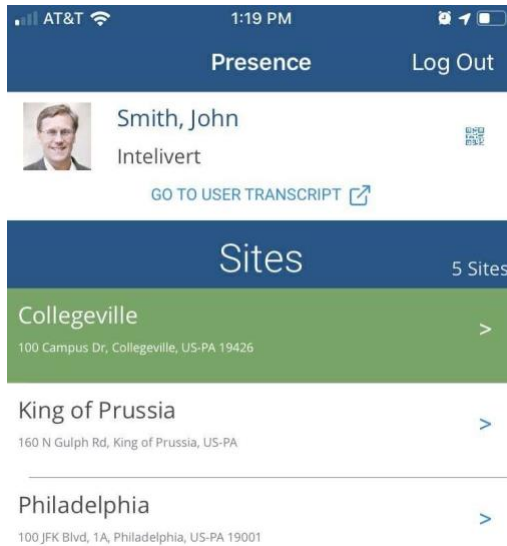 AT&T 1:19 PM
Presence Log Out
Smith, John
Intelivert
GO TO USER TRANSCRIPT
Sites 5 Sites
Collegeville >
100 Campus Dr, Collegeville, US-PA 19426
King of Prussia >
160 N Gulph Rd, King of Prussia, US-PA
Philadelphia >
100 JFK Blvd, 1A, Philadelphia, US-PA 19001